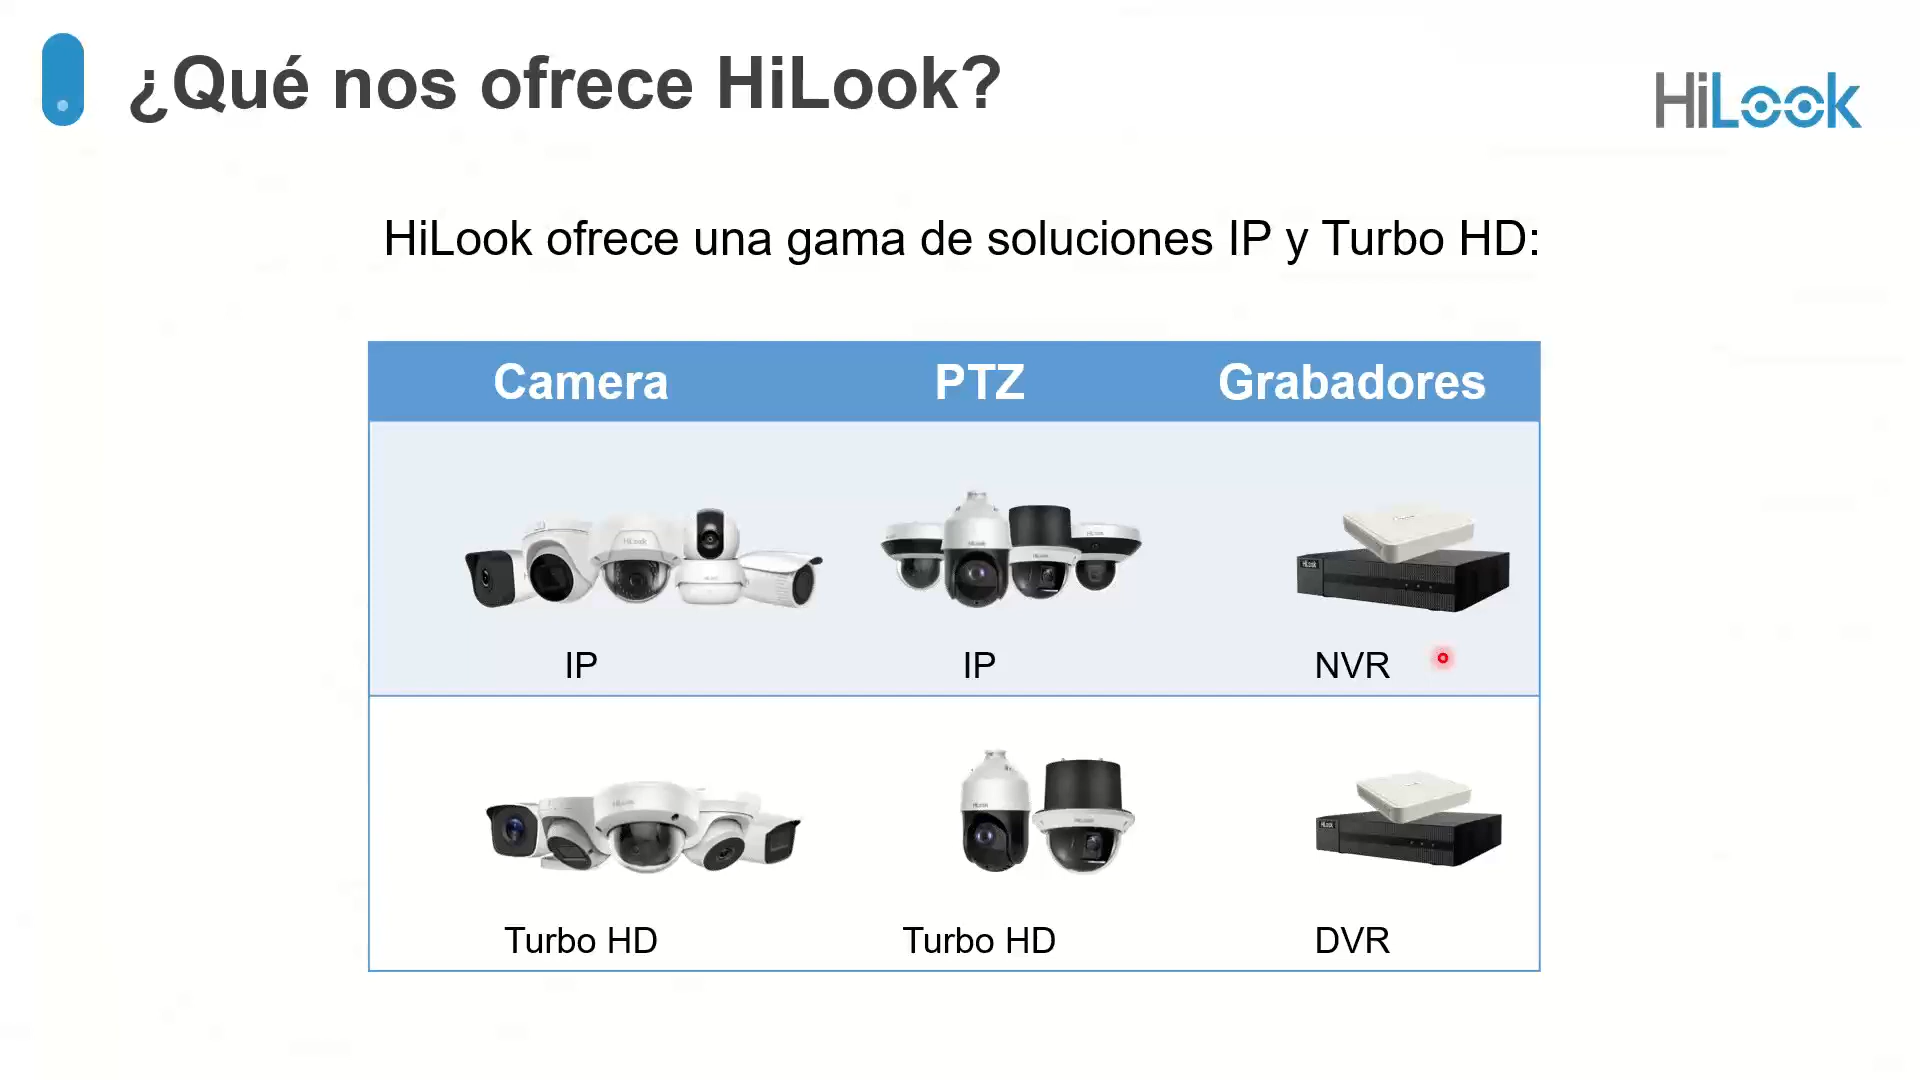 ¿Qué nos ofrece HiLook?
HiLook
HiLook ofrece una gama de soluciones IP y Turbo HD:
Camera PTZ Grabadores
IP IP NVR
Turbo HD Turbo HD DVR